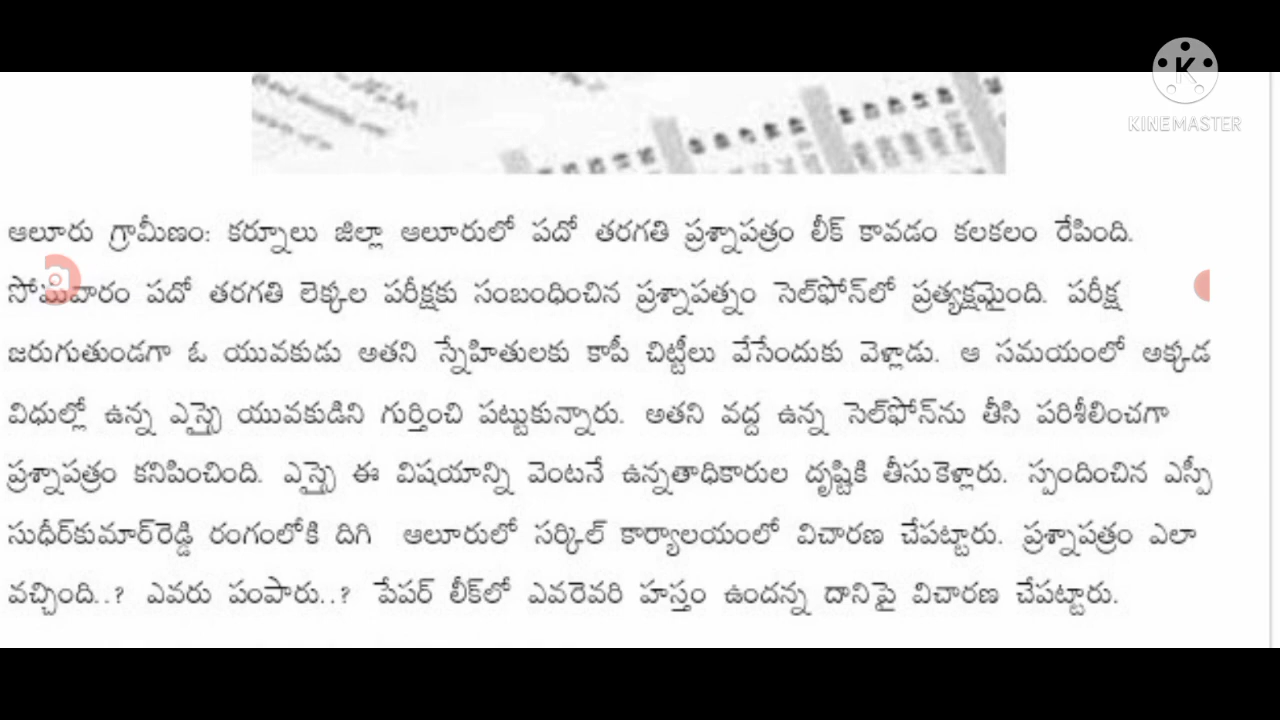 KINEMASTER
ఆలూరు గ్రామీణం: కర్నూలు జిల్లా ఆలూరులో పదో తరగతి ప్రశ్నాపత్రం లీక్ కావడం కలకలం రేపింది.
సోమవారం పదో తరగతి లెక్కల పరీక్షకు సంబంధించిన ప్రశ్నాపత్నం సెల్‌ఫోన్‌లో ప్రత్యక్షమైంది. పరీక్ష
జరుగుతుండగా ఓ యువకుడు అతని స్నేహితులకు కాపీ చిట్టీలు వేసేందుకు వెళ్లాడు. ఆ సమయంలో అక్కడ
విధుల్లో ఉన్న ఎస్సై యువకుడిని గుర్తించి పట్టుకున్నారు. అతని వద్ద ఉన్న సెల్‌ఫోన్‌ను తీసి పరిశీలించగా
ప్రశ్నాపత్రం కనిపించింది. ఎస్సై ఈ విషయాన్ని వెంటనే ఉన్నతాధికారుల దృష్టికి తీసుకెళ్లారు. స్పందించిన ఎస్పీ
సుధీర్‌కుమార్‌రెడ్డి రంగంలోకి దిగి ఆలూరులో సర్కిల్ కార్యాలయంలో విచారణ చేపట్టారు. ప్రశ్నాపత్రం ఎలా
వచ్చింది..? ఎవరు పంపారు..? పేపర్ లీక్‌లో ఎవరెవరి హస్తం ఉందన్న దానిపై విచారణ చేపట్టారు.